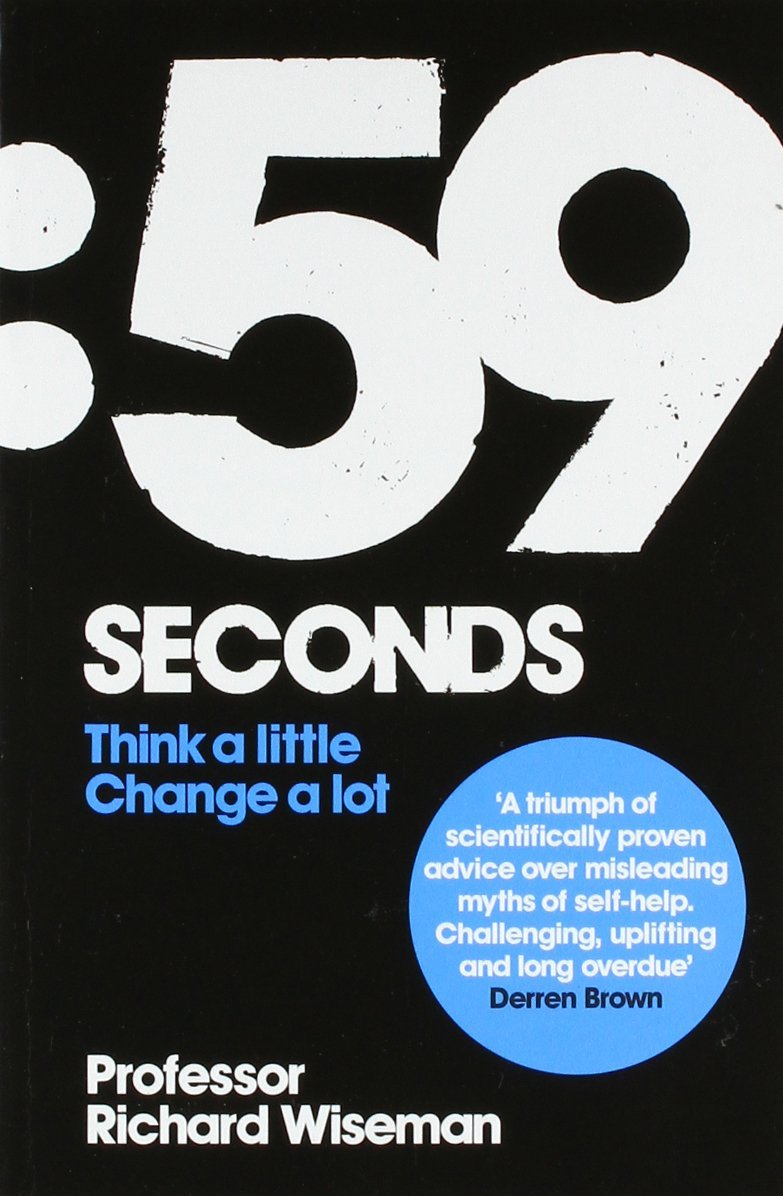 :59
SECONDS
Think a little
Change a lot
‘A triumph of
scientifically proven
advice over misleading
myths of self-help.
Challenging, uplifting
and long overdue’
Derren Brown
Professor
Richard Wiseman